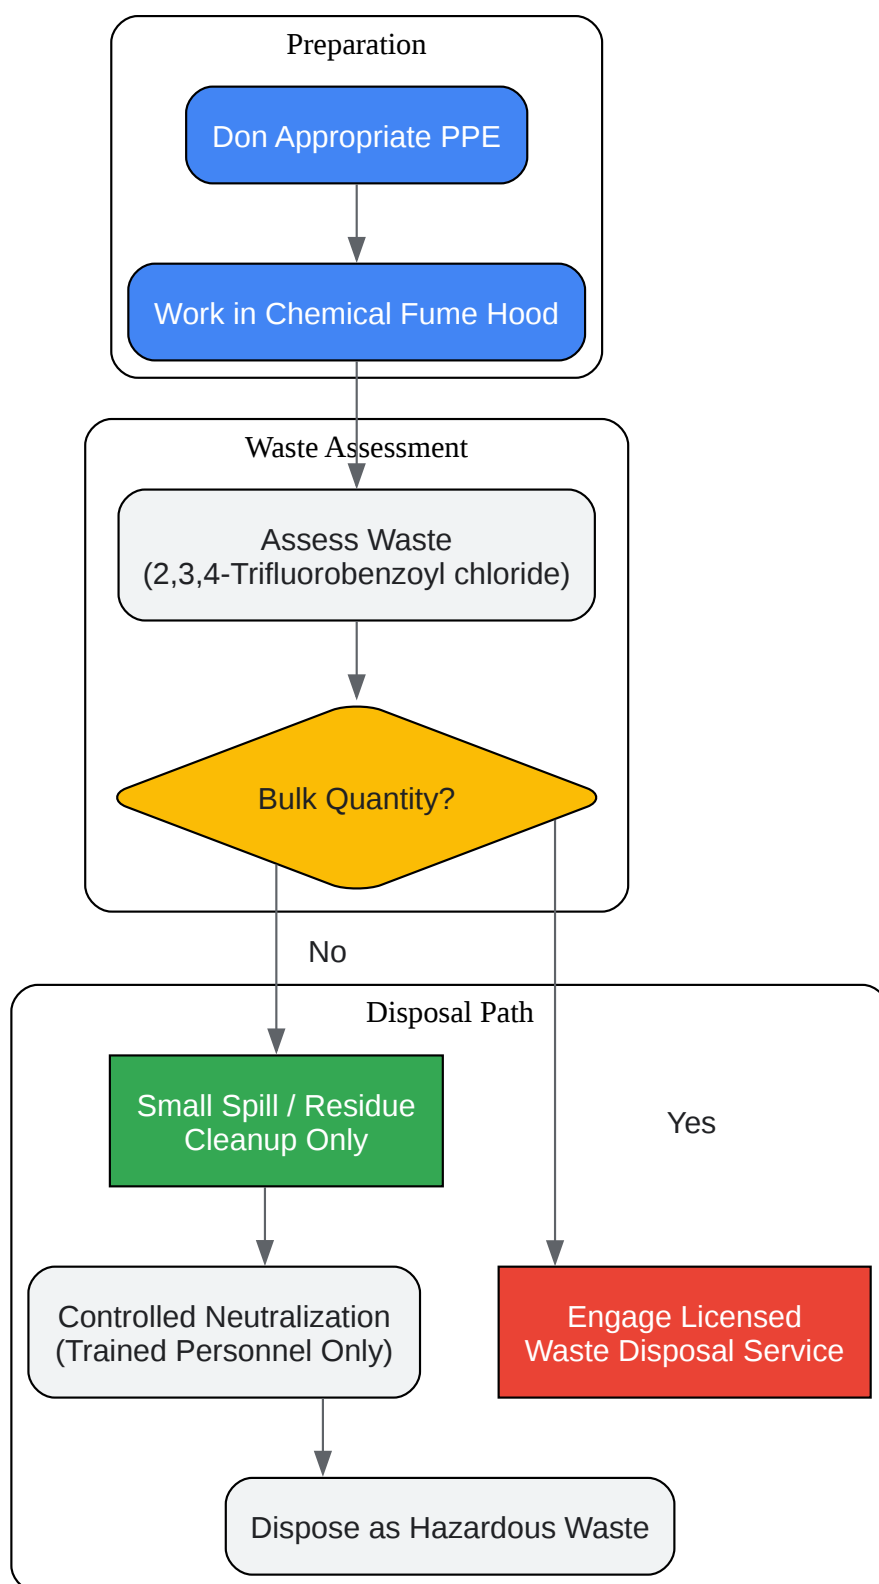 Preparation
Don Appropriate PPE
Work in Chemical Fume Hood
Waste Assessment
Assess Waste
(2,3,4-Trifluorobenzoyl chloride)
Bulk Quantity?
No
Disposal Path
Small Spill / Residue
Cleanup Only
Yes
Controlled Neutralization
(Trained Personnel Only)
Engage Licensed
Waste Disposal Service
Dispose as Hazardous Waste